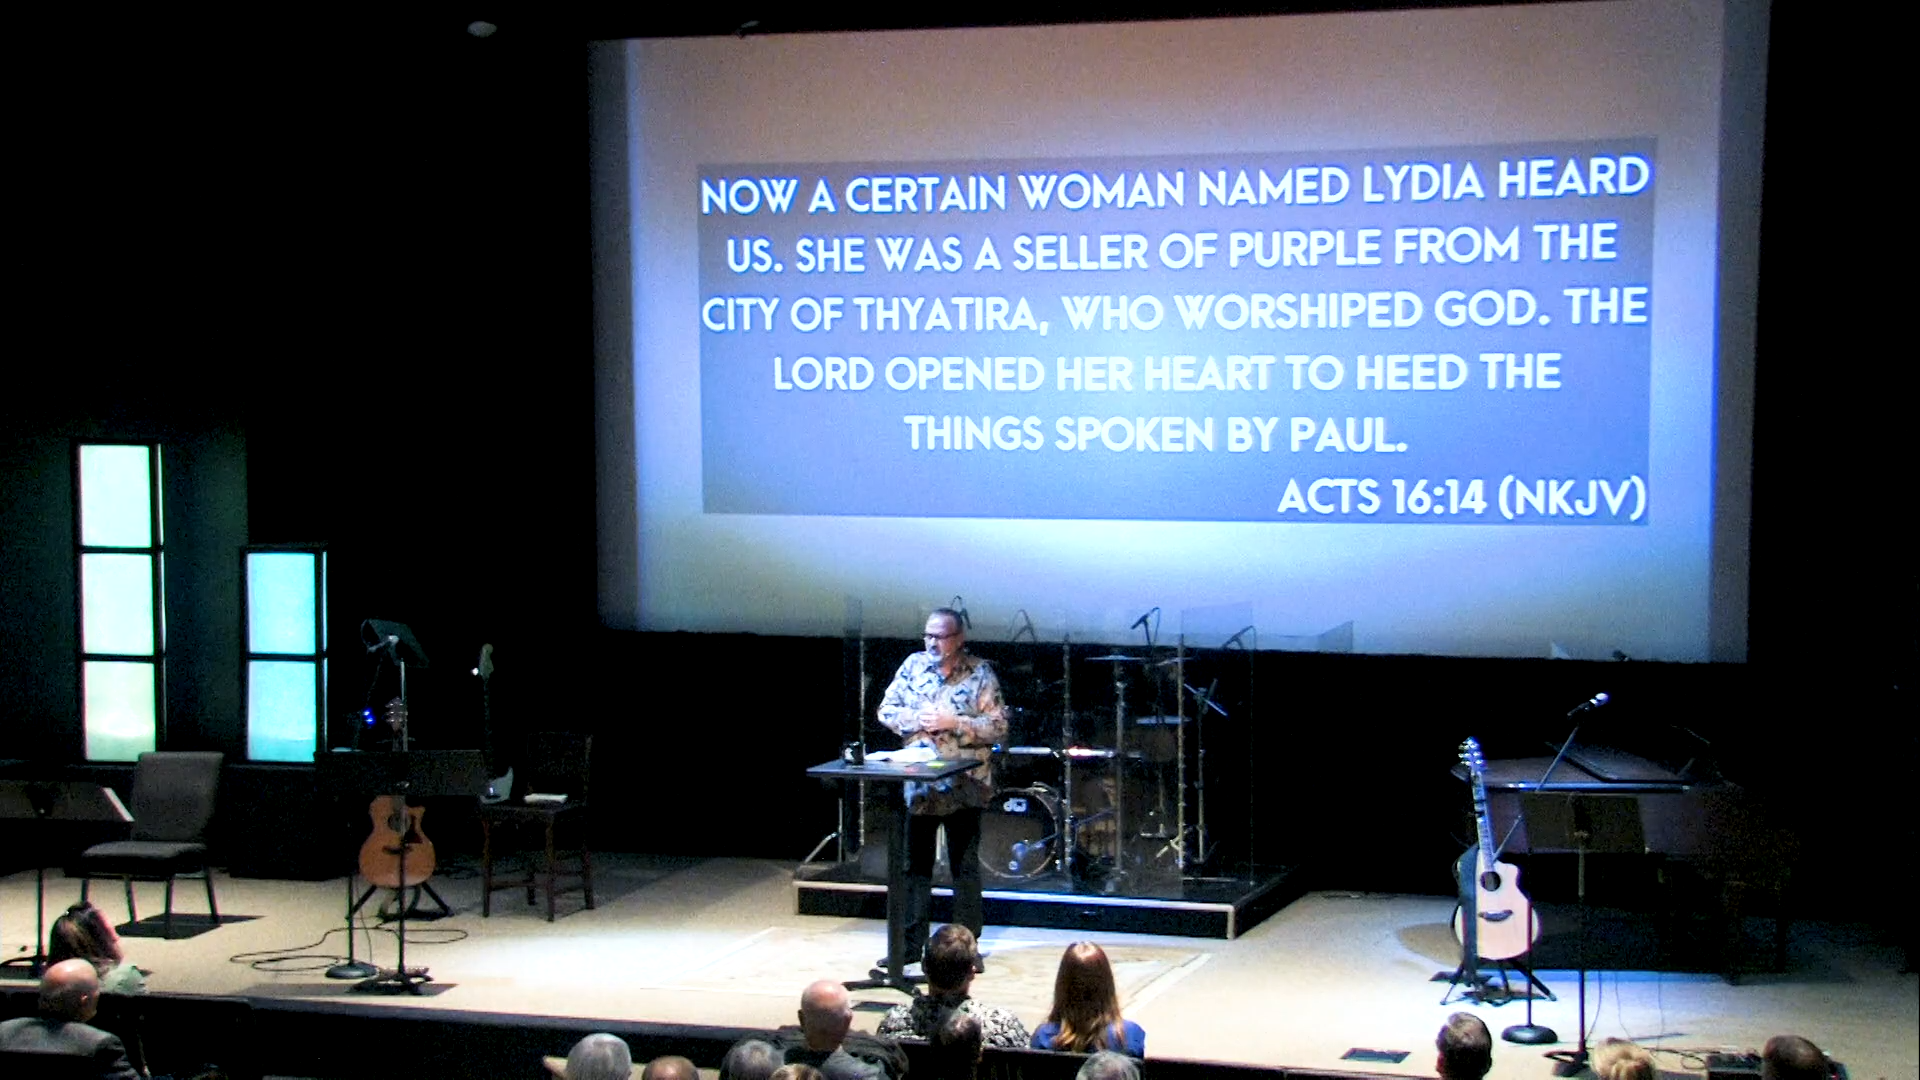 NOW A CERTAIN WOMAN NAMED LYDIA HEARD
US. SHE WAS A SELLER OF PURPLE FROM THE
CITY OF THYATIRA, WHO WORSHIPED GOD. THE
LORD OPENED HER HEART TO HEED THE
THINGS SPOKEN BY PAUL.
ACTS 16:14 (NKJV)
dw